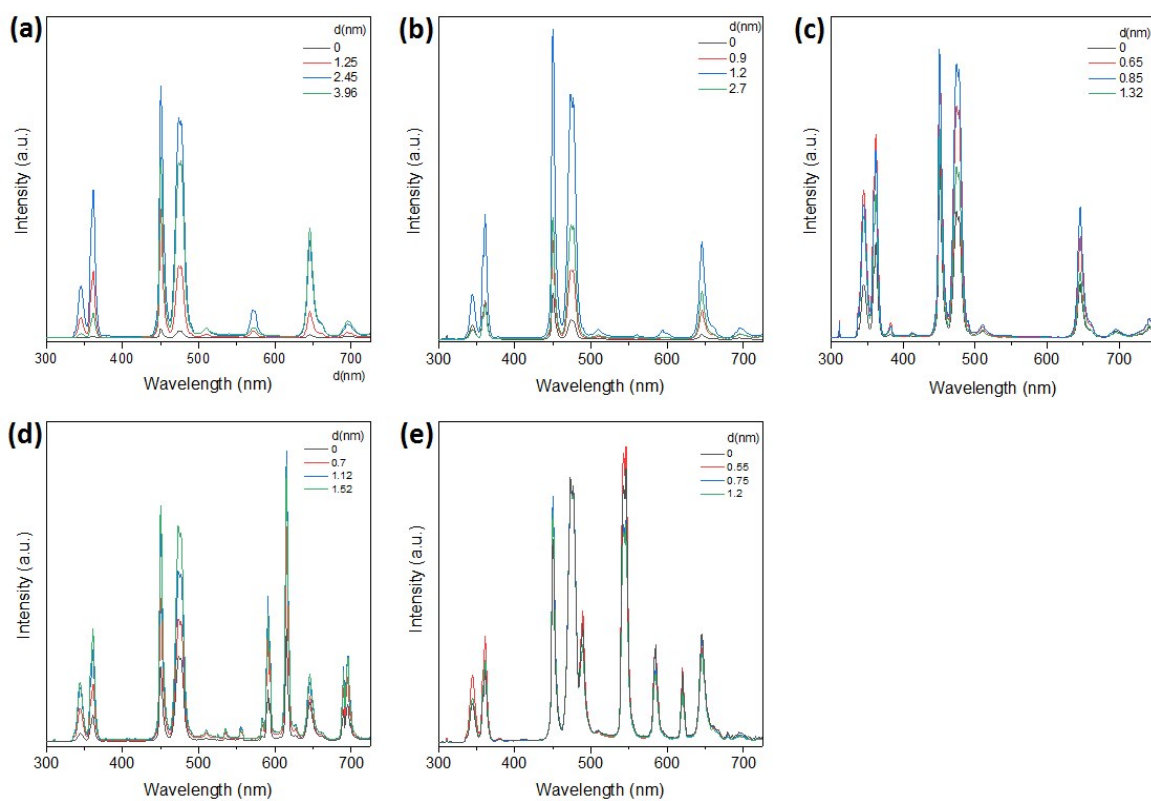 (a)
d(nm)
0
1.25
2.45
3.96
Intensity (a.u.)
300 400 500 600 700
Wavelength (nm)
d(nm)
(b)
d(nm)
0
0.9
1.2
2.7
Intensity (a.u.)
300 400 500 600 700
Wavelength (nm)
(c)
d(nm)
0
0.65
0.85
1.32
Intensity (a.u.)
300 400 500 600 700
Wavelength (nm)
(d)
d(nm)
0
0.7
1.12
1.52
Intensity (a.u.)
300 400 500 600 700
Wavelength (nm)
(e)
d(nm)
0
0.55
0.75
1.2
Intensity (a.u.)
300 400 500 600 700
Wavelength (nm)